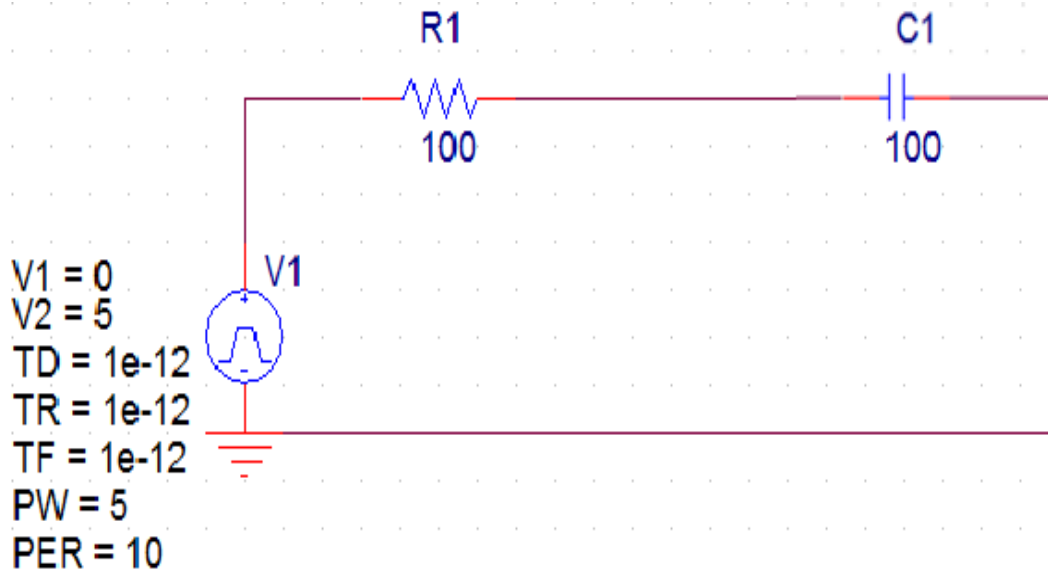 R1
C1
100
100
V1
V1 = 0
V2 = 5
TD = 1e-12
TR = 1e-12
TF = 1e-12
PW = 5
PER = 10